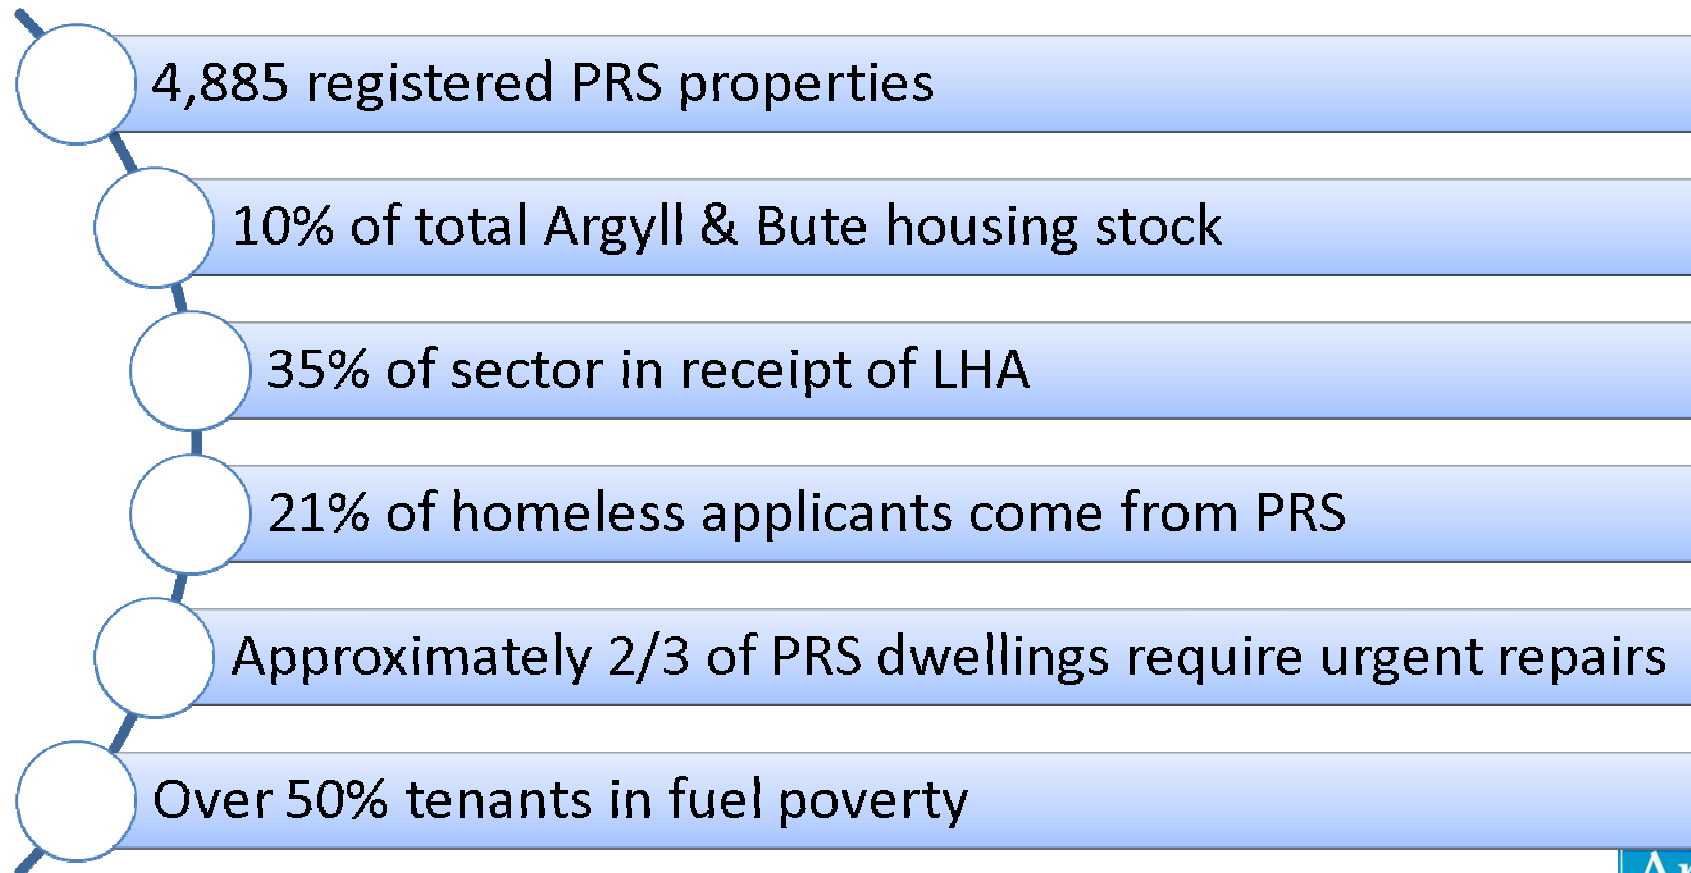 4,885 registered PRS properties
10% of total Argyll & Bute housing stock
35% of sector in receipt of LHA
21% of homeless applicants come from PRS
Approximately 2/3 of PRS dwellings require urgent repairs
Over 50% tenants in fuel poverty